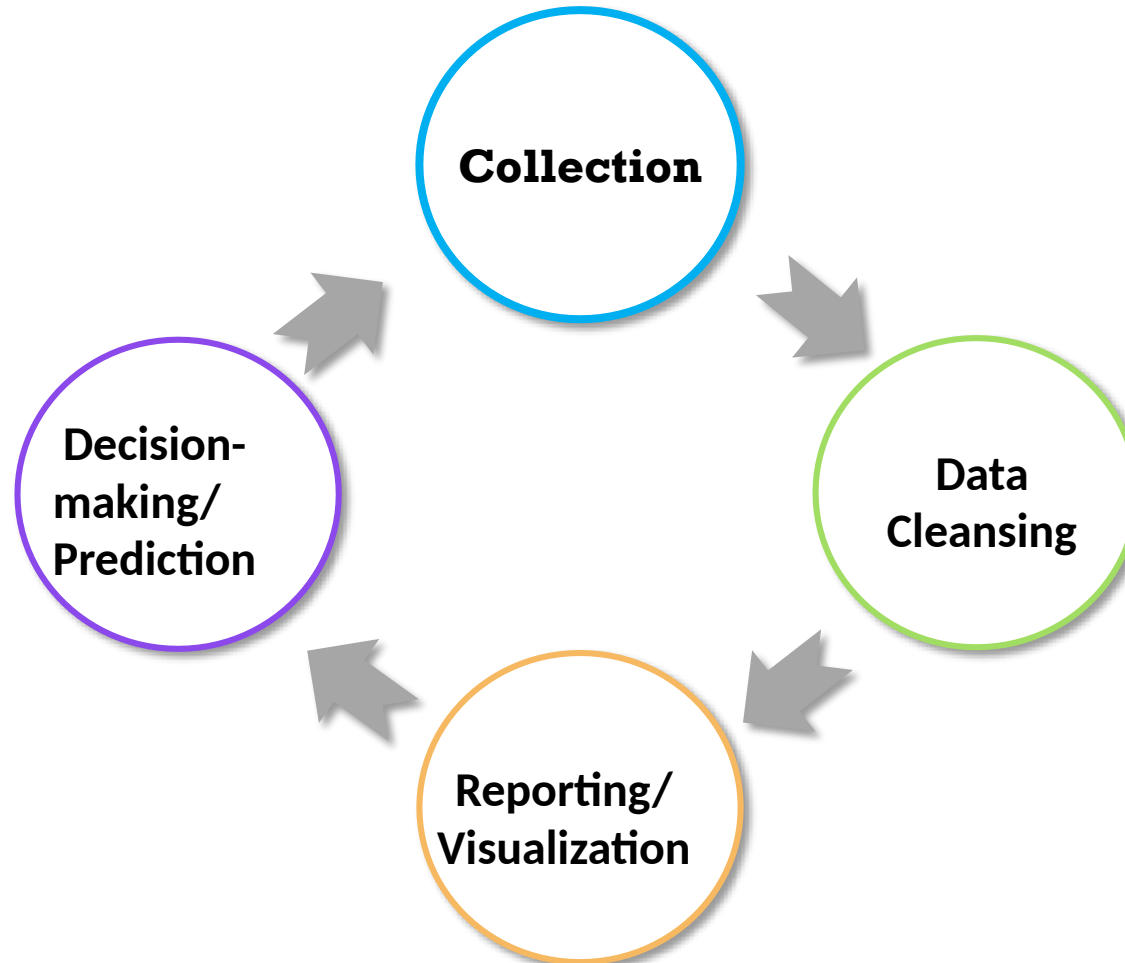 Collection
Data
Cleansing
Reporting/
Visualization
Decision-
making/
Prediction